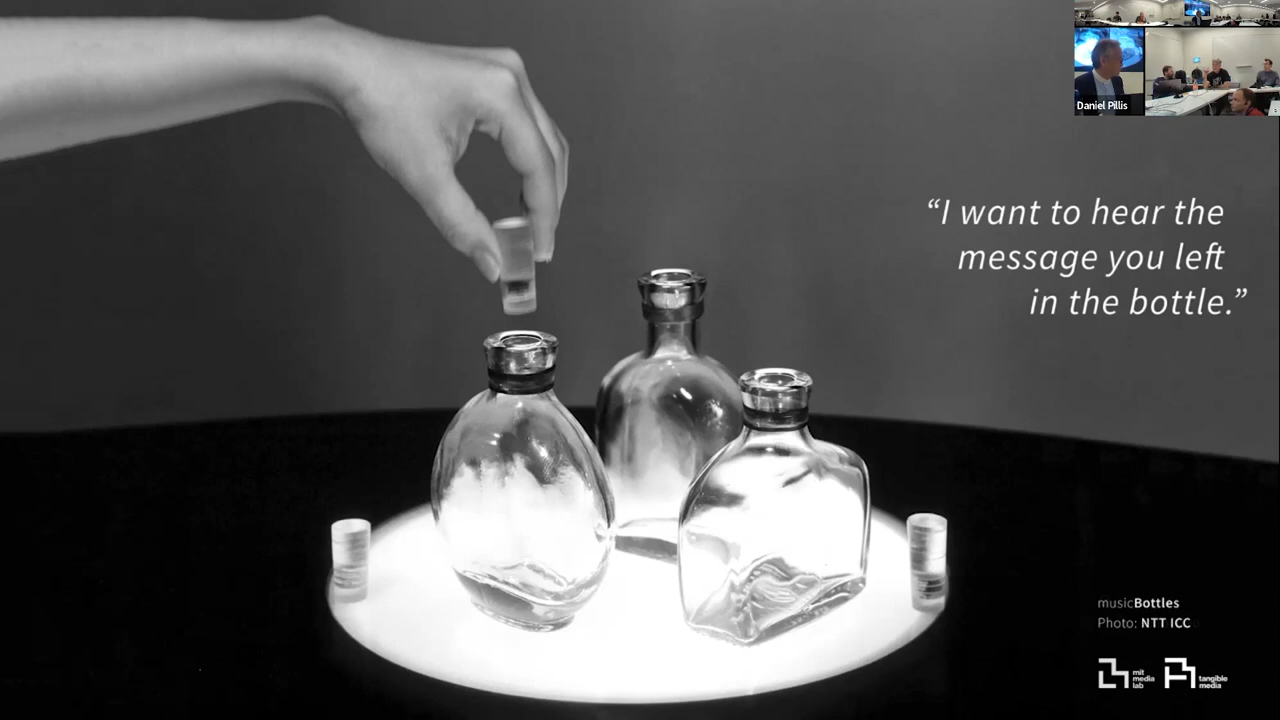 Daniel Pillis
“I want to hear the
message you left
in the bottle.”
musicBottles
Photo: NTT ICC
mit
media
lab
tangible
media